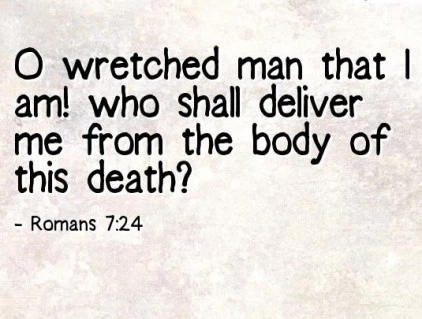 O wretched man that I
am! who shall deliver
me from the body of
this death?
- Romans 7:24